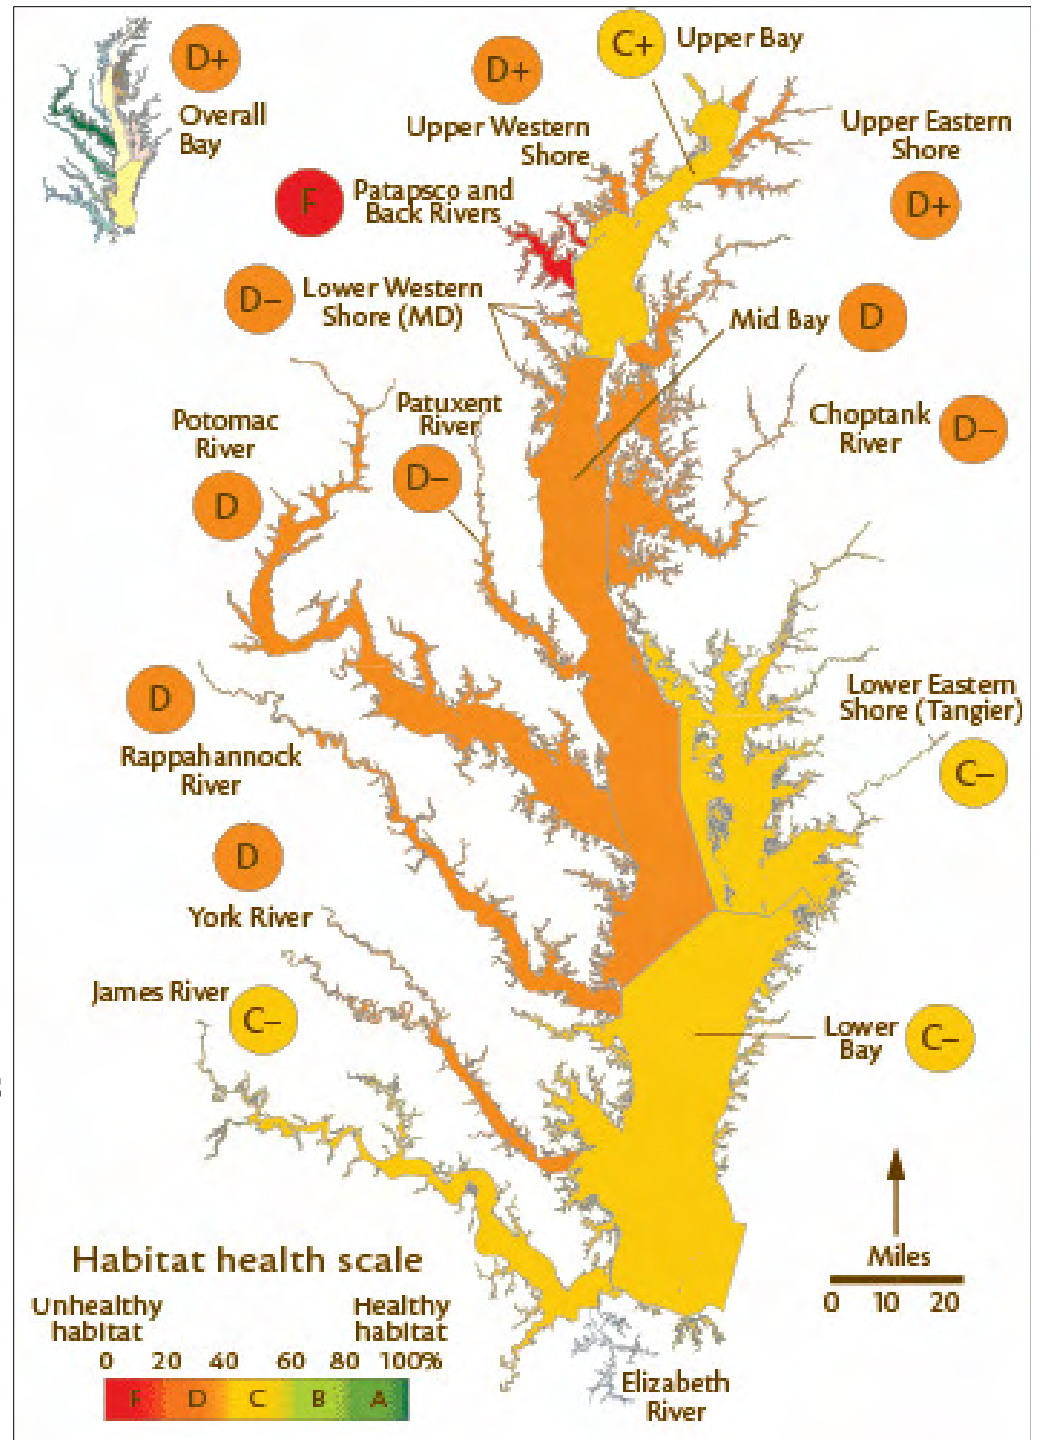 D+
Overall
Bay
D+
Upper Western
Shore
C+
Upper Bay
Upper Eastern
Shore
D+
F
Patapsco and
Back Rivers
D–
Lower Western
Shore (MD)
Mid Bay
D
Potomac
River
D
Patuxent
River
D–
Choptank
River
D–
D
Rappahannock
River
Lower Eastern
Shore (Tangier)
C–
D
York River
James River
C–
Lower
Bay
C–
Habitat health scale
Unhealthy
habitat
Healthy
habitat
0 20 40 60 80 100%
F D C B A
Miles
0 10 20
Elizabeth
River